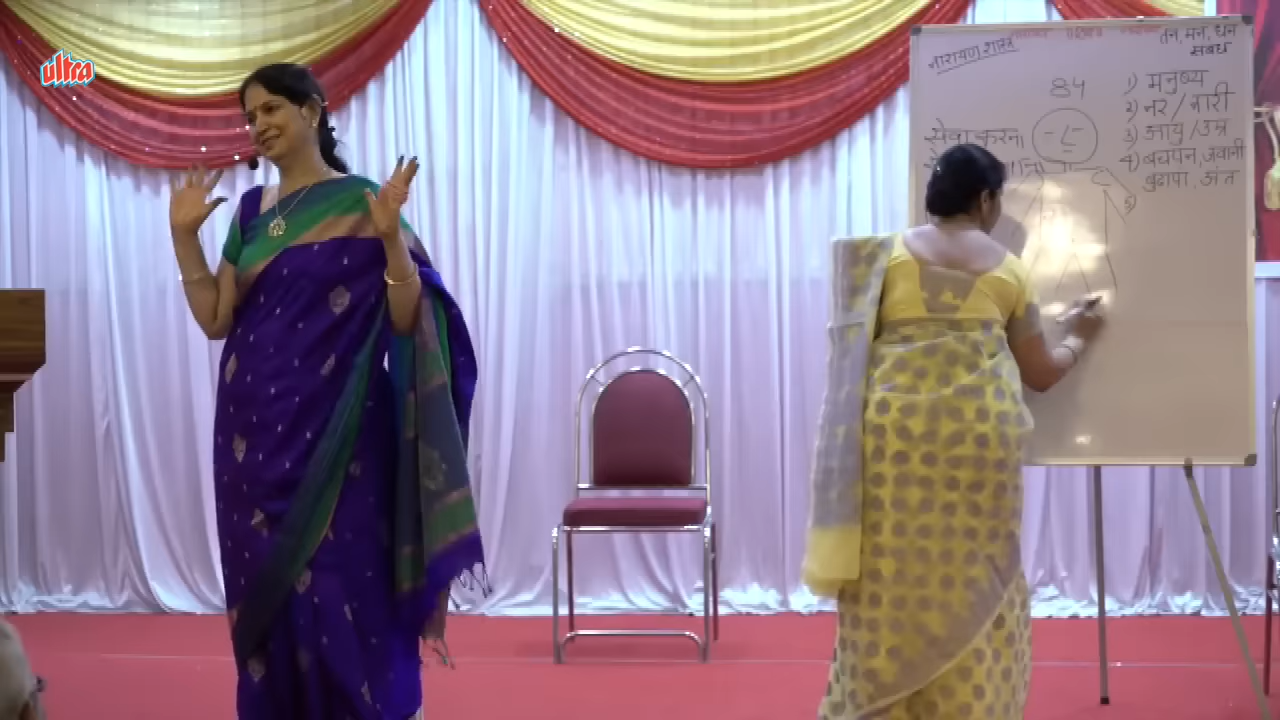 ultra
नारायण शास्त्र
तन, मन, धन
संबंध
84
1) मनुष्य
2) नर / नारी
3) आयु / उम्र
4) बचपन, जवानी
बुढापा, अंत
सेवा करना
5)